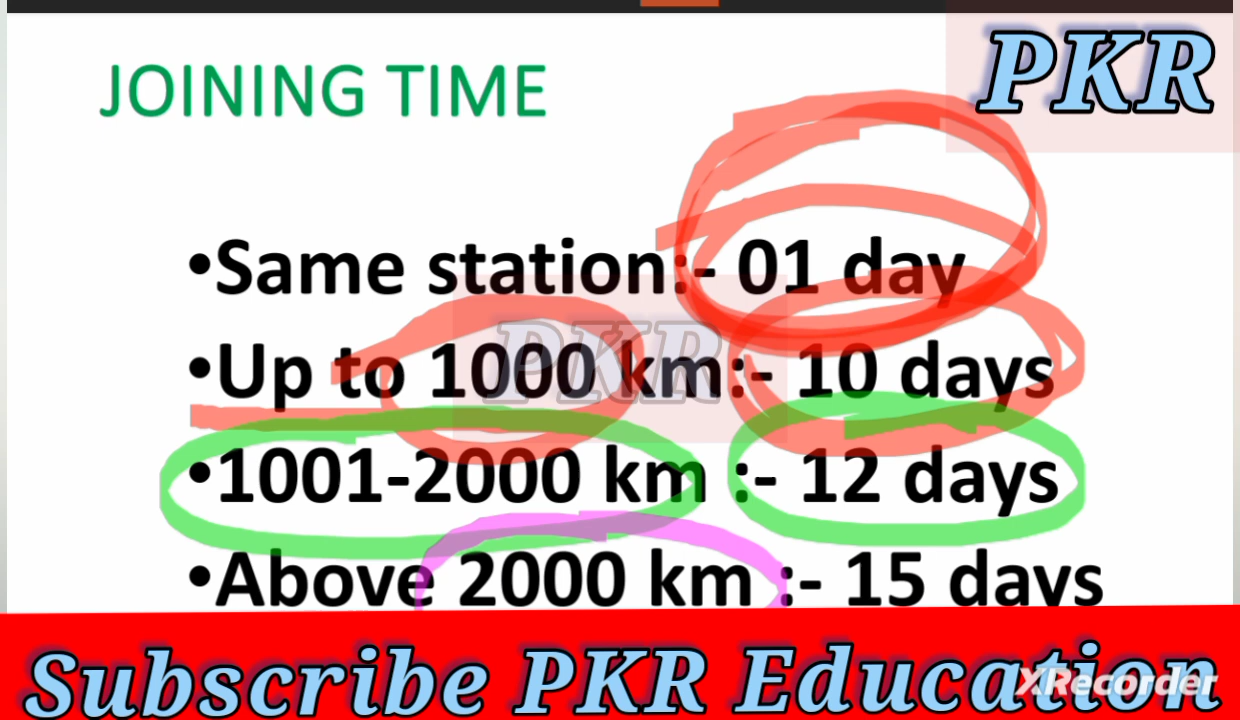 PKR
JOINING TIME
•Same station:- 01 day
PKR
•Up to 1000 km:- 10 days
•1001-2000 km :- 12 days
•Above 2000 km :- 15 days
Subscribe PKR Education
XRecorder